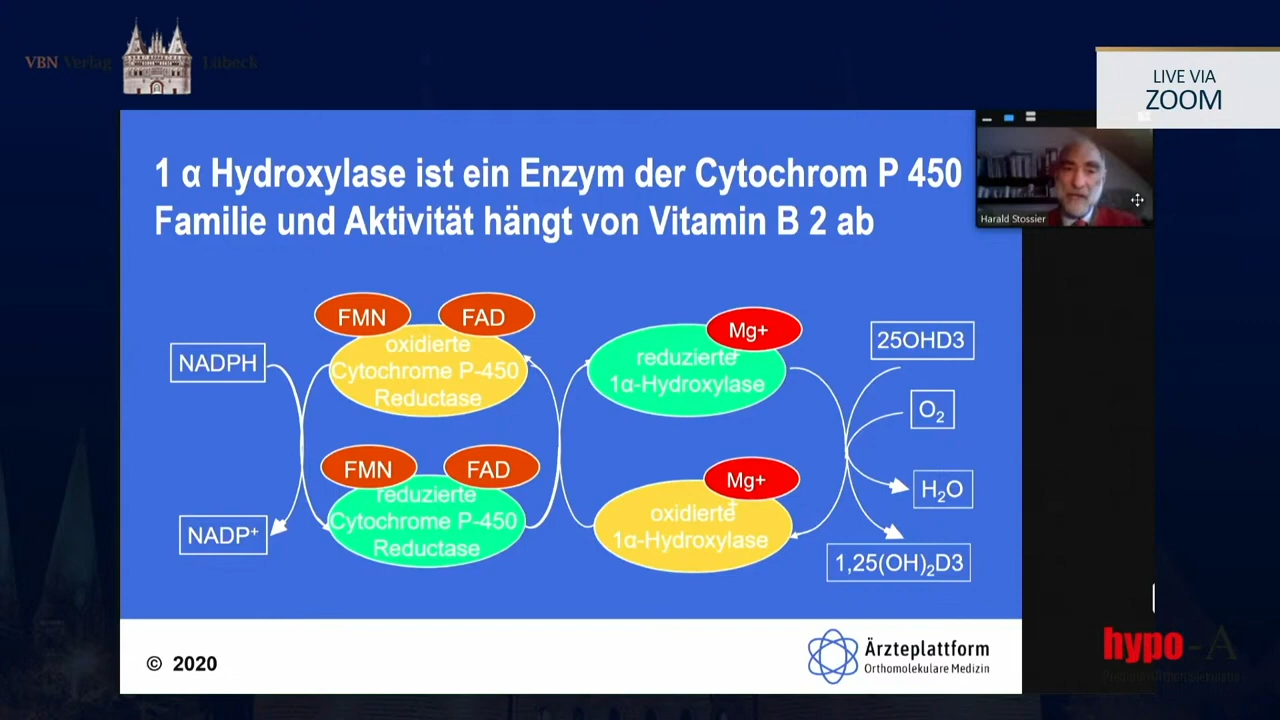 VBN Verlag Lübeck
LIVE VIA
ZOOM
Harald Stossier
1 α Hydroxylase ist ein Enzym der Cytochrom P 450
Familie und Aktivität hängt von Vitamin B 2 ab
FMN
FAD
oxidierte
Cytochrome P-450
Reductase
NADPH
Mg+
+
reduzierte
1α-Hydroxylase
25OHD3
O₂
FMN
FAD
reduzierte
Cytochrome P-450
Reductase
NADP⁺
Mg+
+
oxidierte
1α-Hydroxylase
H₂O
1,25(OH)₂D3
© 2020
Ärzteplattform
Orthomolekulare Medizin
hypo-A